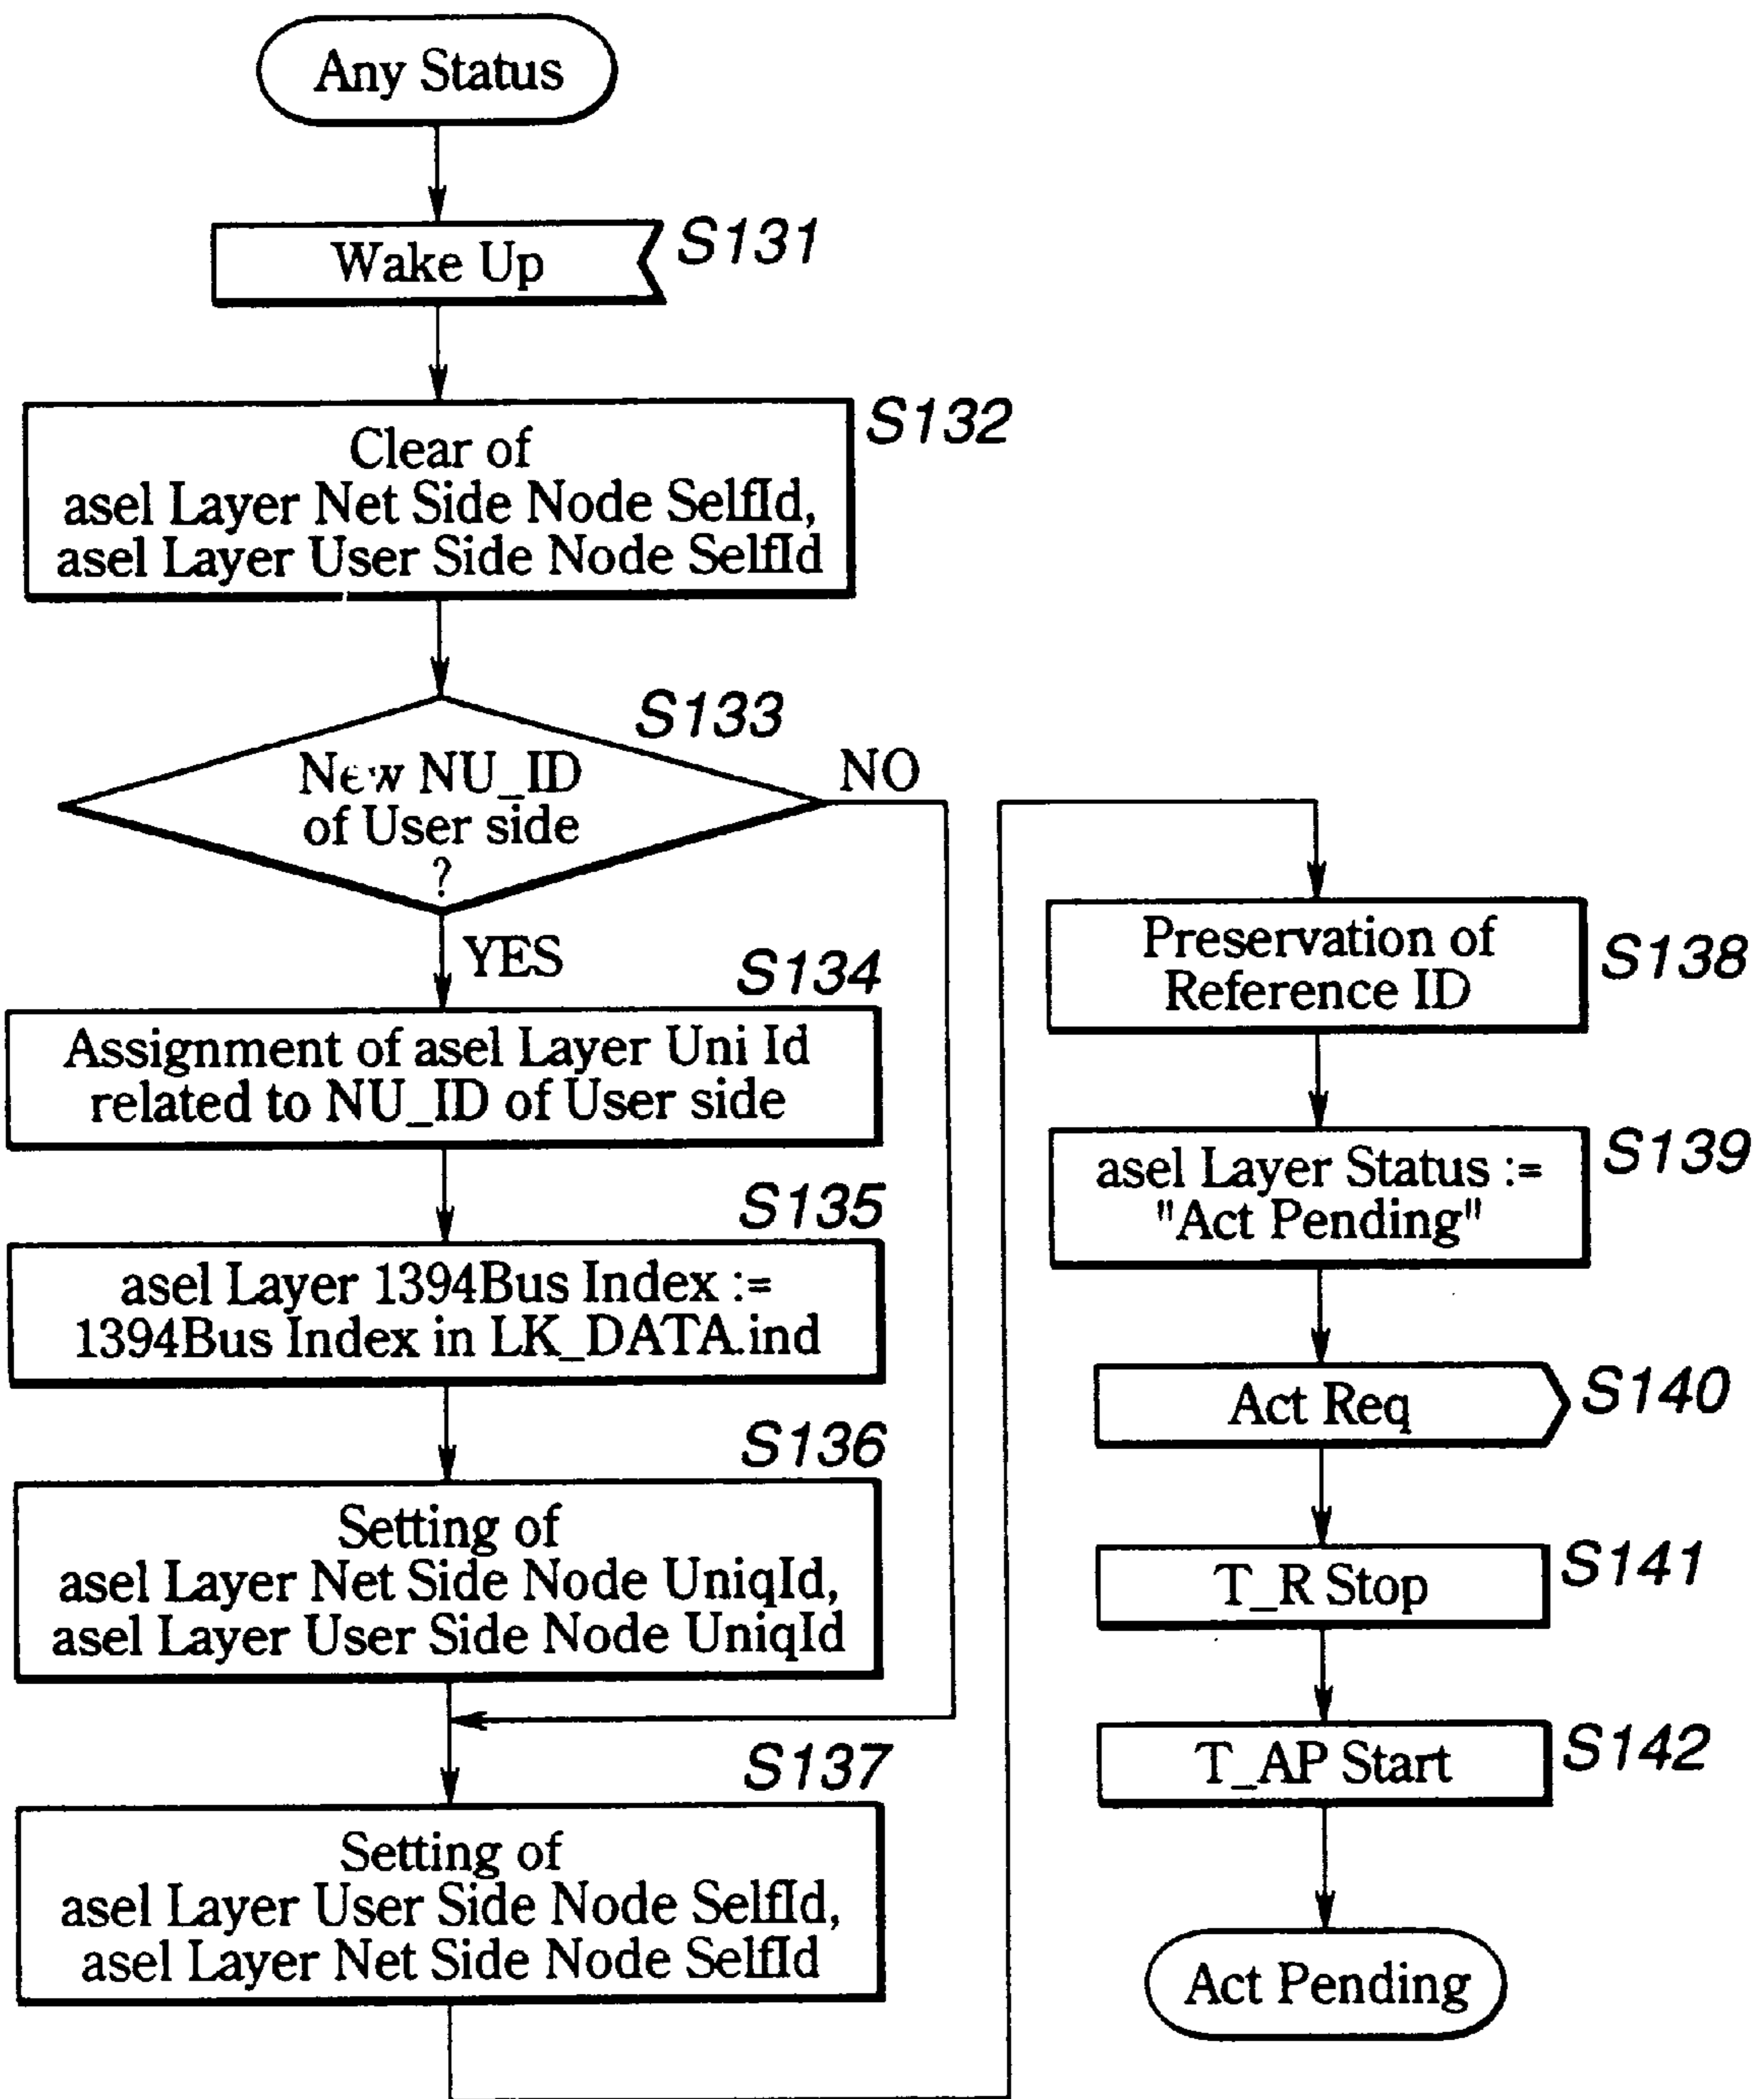 Any Status
Wake Up
S131
S132
Clear of
asel Layer Net Side Node SelfId,
asel Layer User Side Node SelfId
S133
New NU_ID
of User side
?
NO
YES
S134
Assignment of asel Layer Uni Id
related to NU_ID of User side
S135
asel Layer 1394Bus Index :=
1394Bus Index in LK_DATA.ind
S136
Setting of
asel Layer Net Side Node UniqId,
asel Layer User Side Node UniqId
S137
Setting of
asel Layer User Side Node SelfId,
asel Layer Net Side Node SelfId
Preservation of
Reference ID
S138
asel Layer Status :=
"Act Pending"
S139
Act Req
S140
T_R Stop
S141
T_AP Start
S142
Act Pending